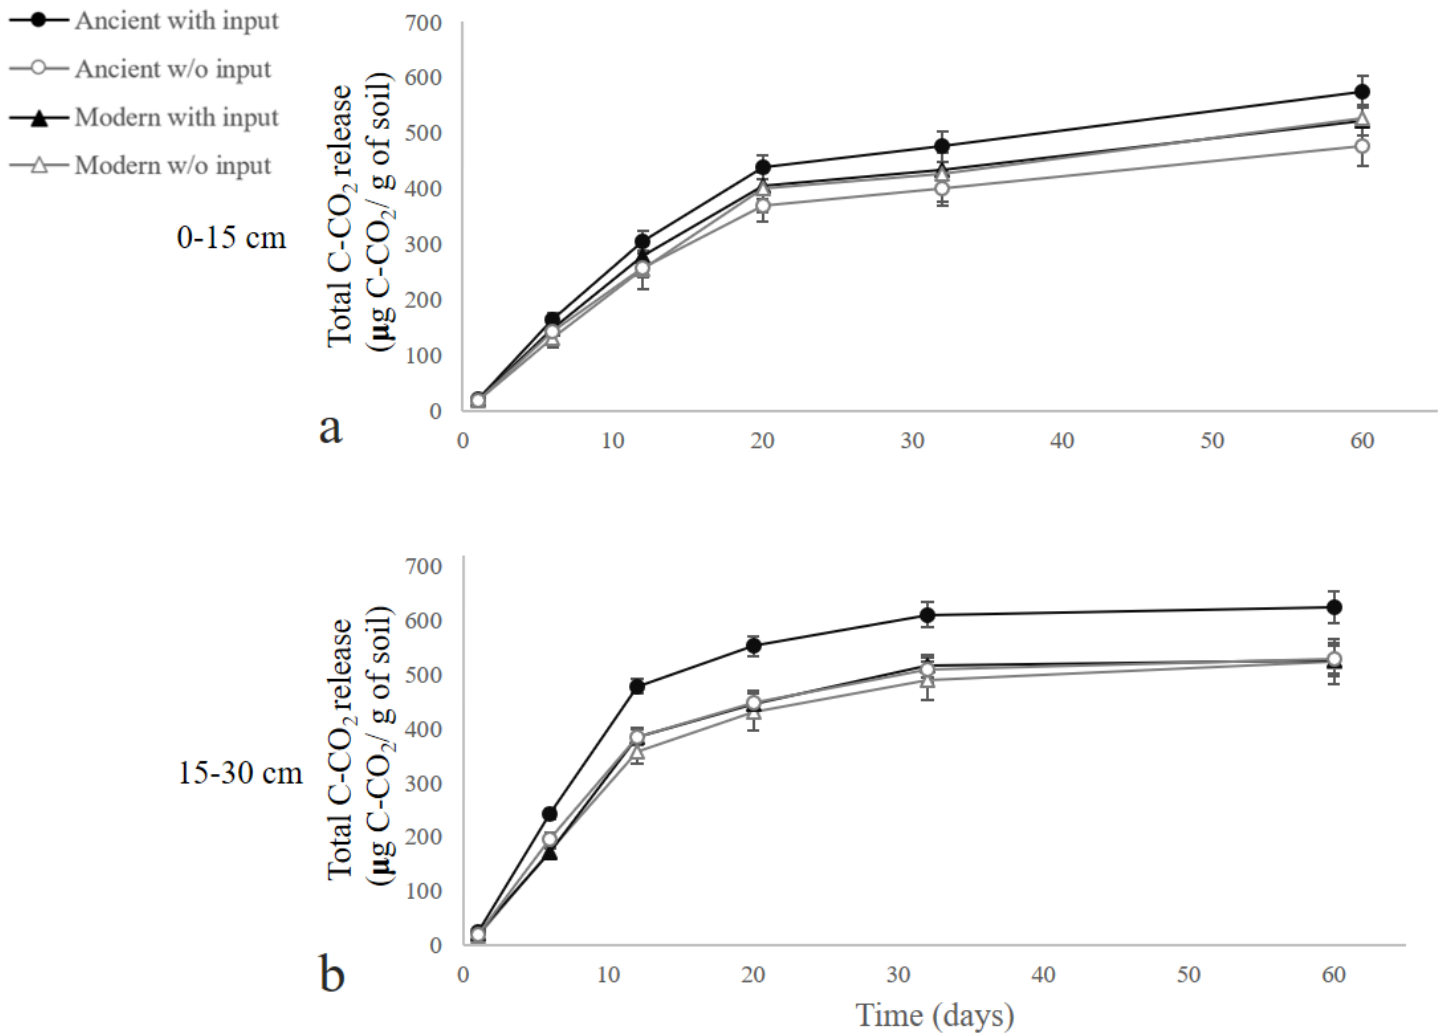 Ancient with input
Ancient w/o input
Modern with input
Modern w/o input
0-15 cm
Total C-CO₂ release
(µg C-CO₂/ g of soil)
700
600
500
400
300
200
100
0
0 10 20 30 40 50 60
a
15-30 cm
Total C-CO₂ release
(µg C-CO₂/ g of soil)
700
600
500
400
300
200
100
0
0 10 20 30 40 50 60
b
Time (days)